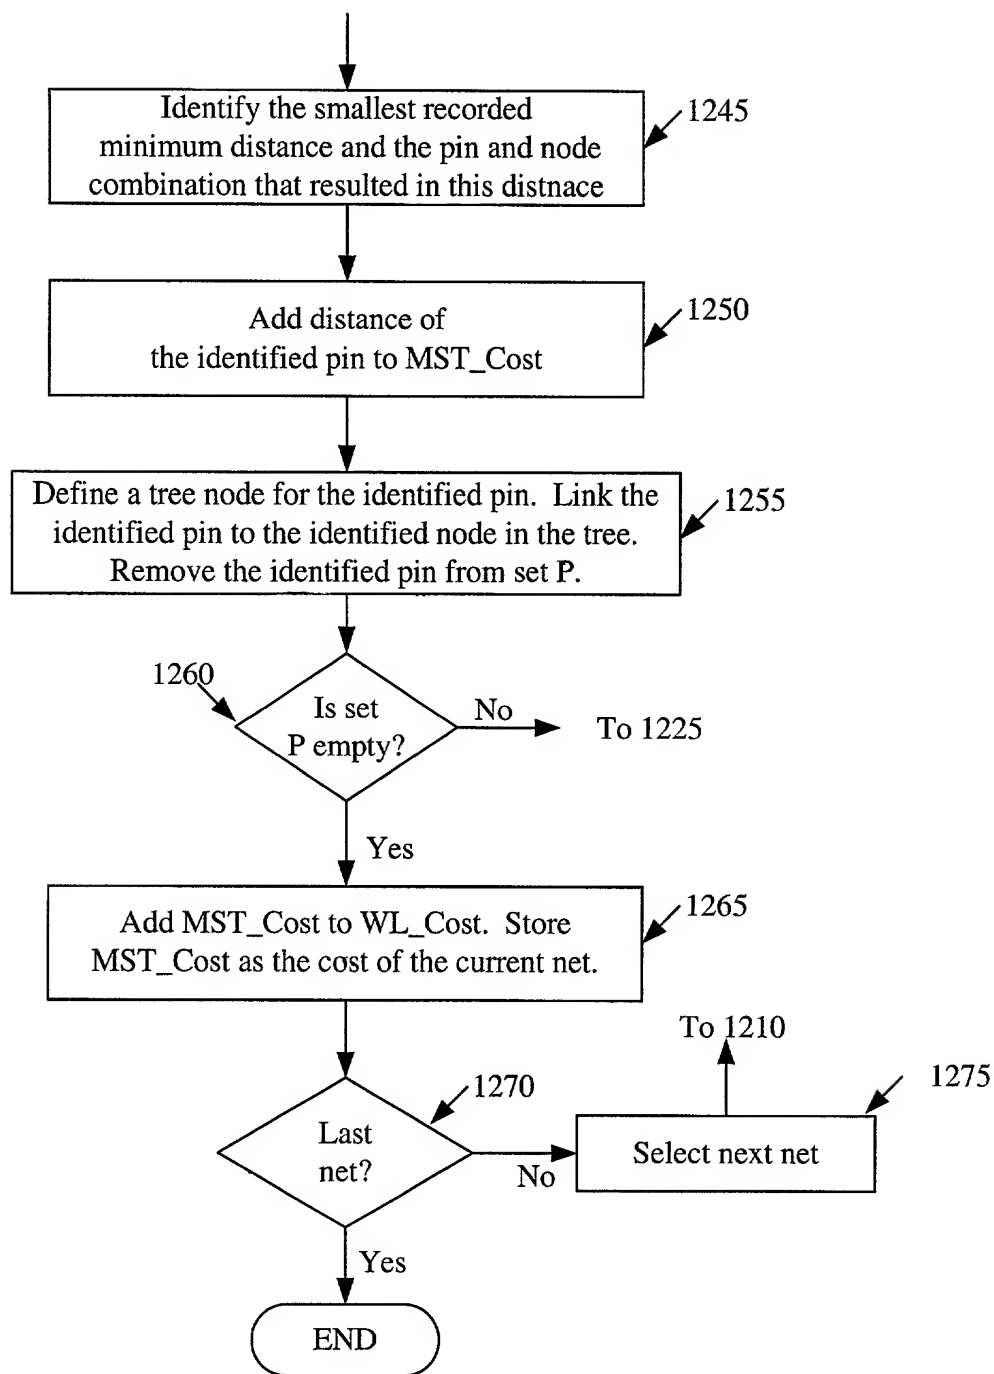 Identify the smallest recorded
minimum distance and the pin and node
combination that resulted in this distnace
1245
Add distance of
the identified pin to MST_Cost
1250
Define a tree node for the identified pin. Link the
identified pin to the identified node in the tree.
Remove the identified pin from set P.
1255
1260
Is set
P empty?
No
To 1225
Yes
Add MST_Cost to WL_Cost. Store
MST_Cost as the cost of the current net.
1265
To 1210
1270
1275
Last
net?
No
Select next net
Yes
END